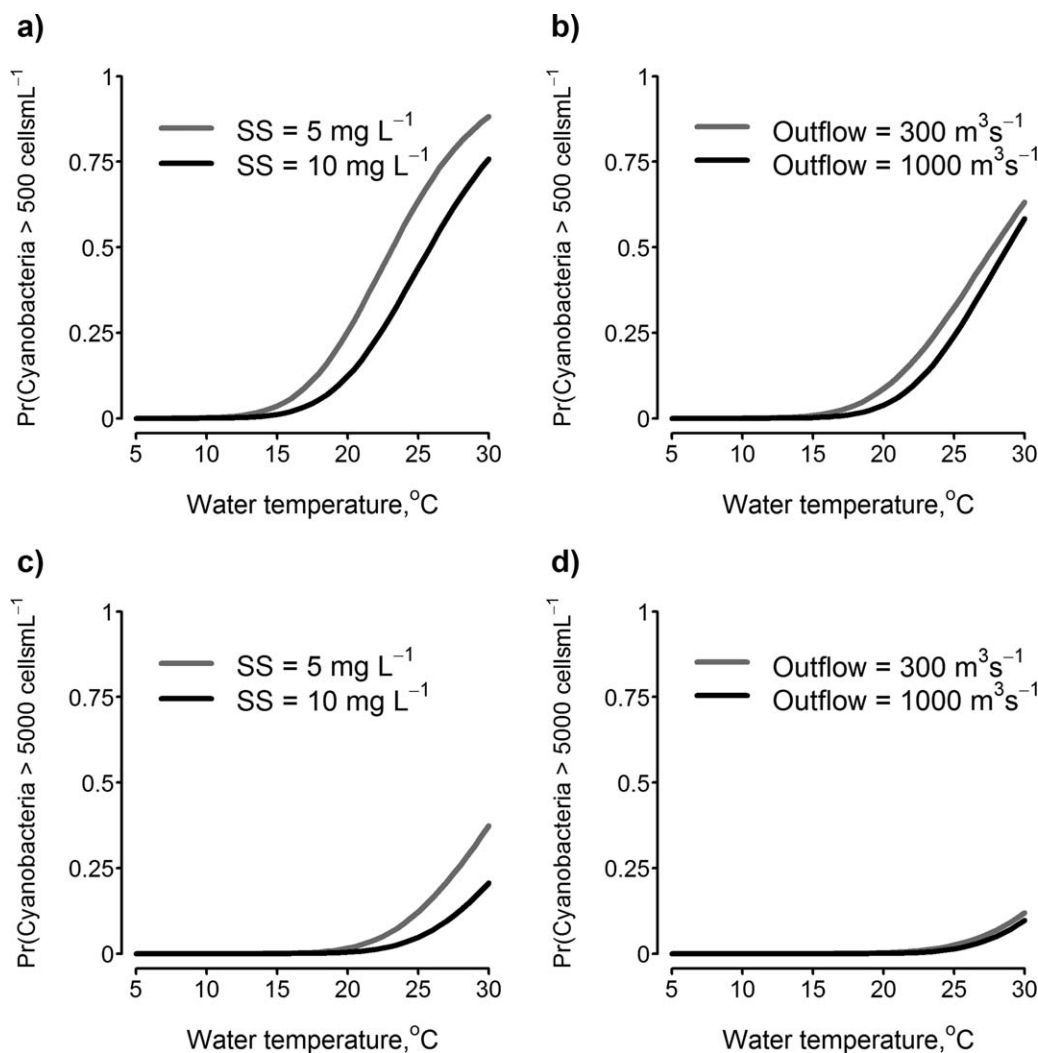 a)
Pr(Cyanobacteria > 500 cellsmL⁻¹
1
0.75
0.5
0.25
0
SS = 5 mg L⁻¹
SS = 10 mg L⁻¹
5 10 15 20 25 30
Water temperature,°C
b)
Pr(Cyanobacteria > 500 cellsmL⁻¹
1
0.75
0.5
0.25
0
Outflow = 300 m³s⁻¹
Outflow = 1000 m³s⁻¹
5 10 15 20 25 30
Water temperature,°C
c)
Pr(Cyanobacteria > 5000 cellsmL⁻¹
1
0.75
0.5
0.25
0
SS = 5 mg L⁻¹
SS = 10 mg L⁻¹
5 10 15 20 25 30
Water temperature,°C
d)
Pr(Cyanobacteria > 5000 cellsmL⁻¹
1
0.75
0.5
0.25
0
Outflow = 300 m³s⁻¹
Outflow = 1000 m³s⁻¹
5 10 15 20 25 30
Water temperature,°C